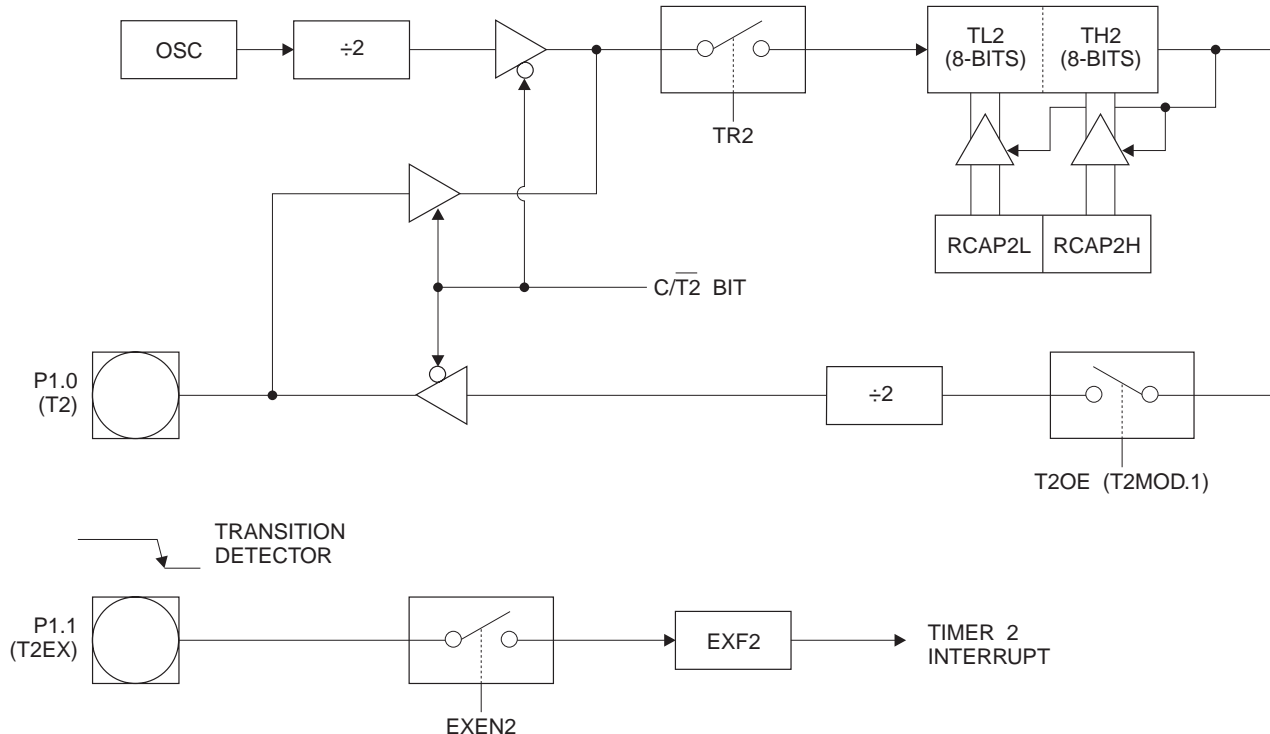 OSC
÷2
TR2
TL2
(8-BITS)
TH2
(8-BITS)
RCAP2L
RCAP2H
C/T̅2̅ BIT
P1.0
(T2)
÷2
T2OE (T2MOD.1)
TRANSITION
DETECTOR
P1.1
(T2EX)
EXEN2
EXF2
TIMER 2
INTERRUPT